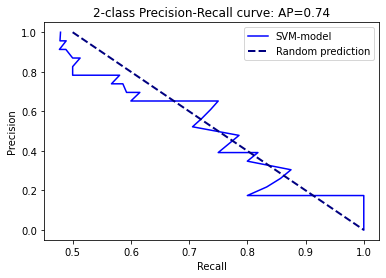 2-class Precision-Recall curve: AP=0.74
SVM-model
Random prediction
Precision
1.0
0.8
0.6
0.4
0.2
0.0
0.5 0.6 0.7 0.8 0.9 1.0
Recall